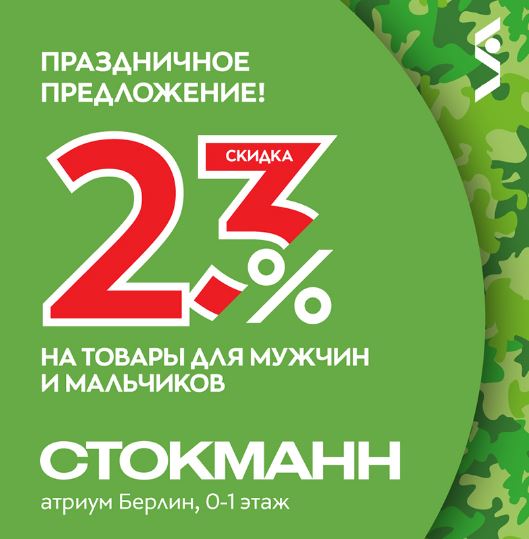 ПРАЗДНИЧНОЕ
ПРЕДЛОЖЕНИЕ!
СКИДКА
23%
НА ТОВАРЫ ДЛЯ МУЖЧИН
И МАЛЬЧИКОВ
СТОКМАНН
атриум Берлин, 0-1 этаж